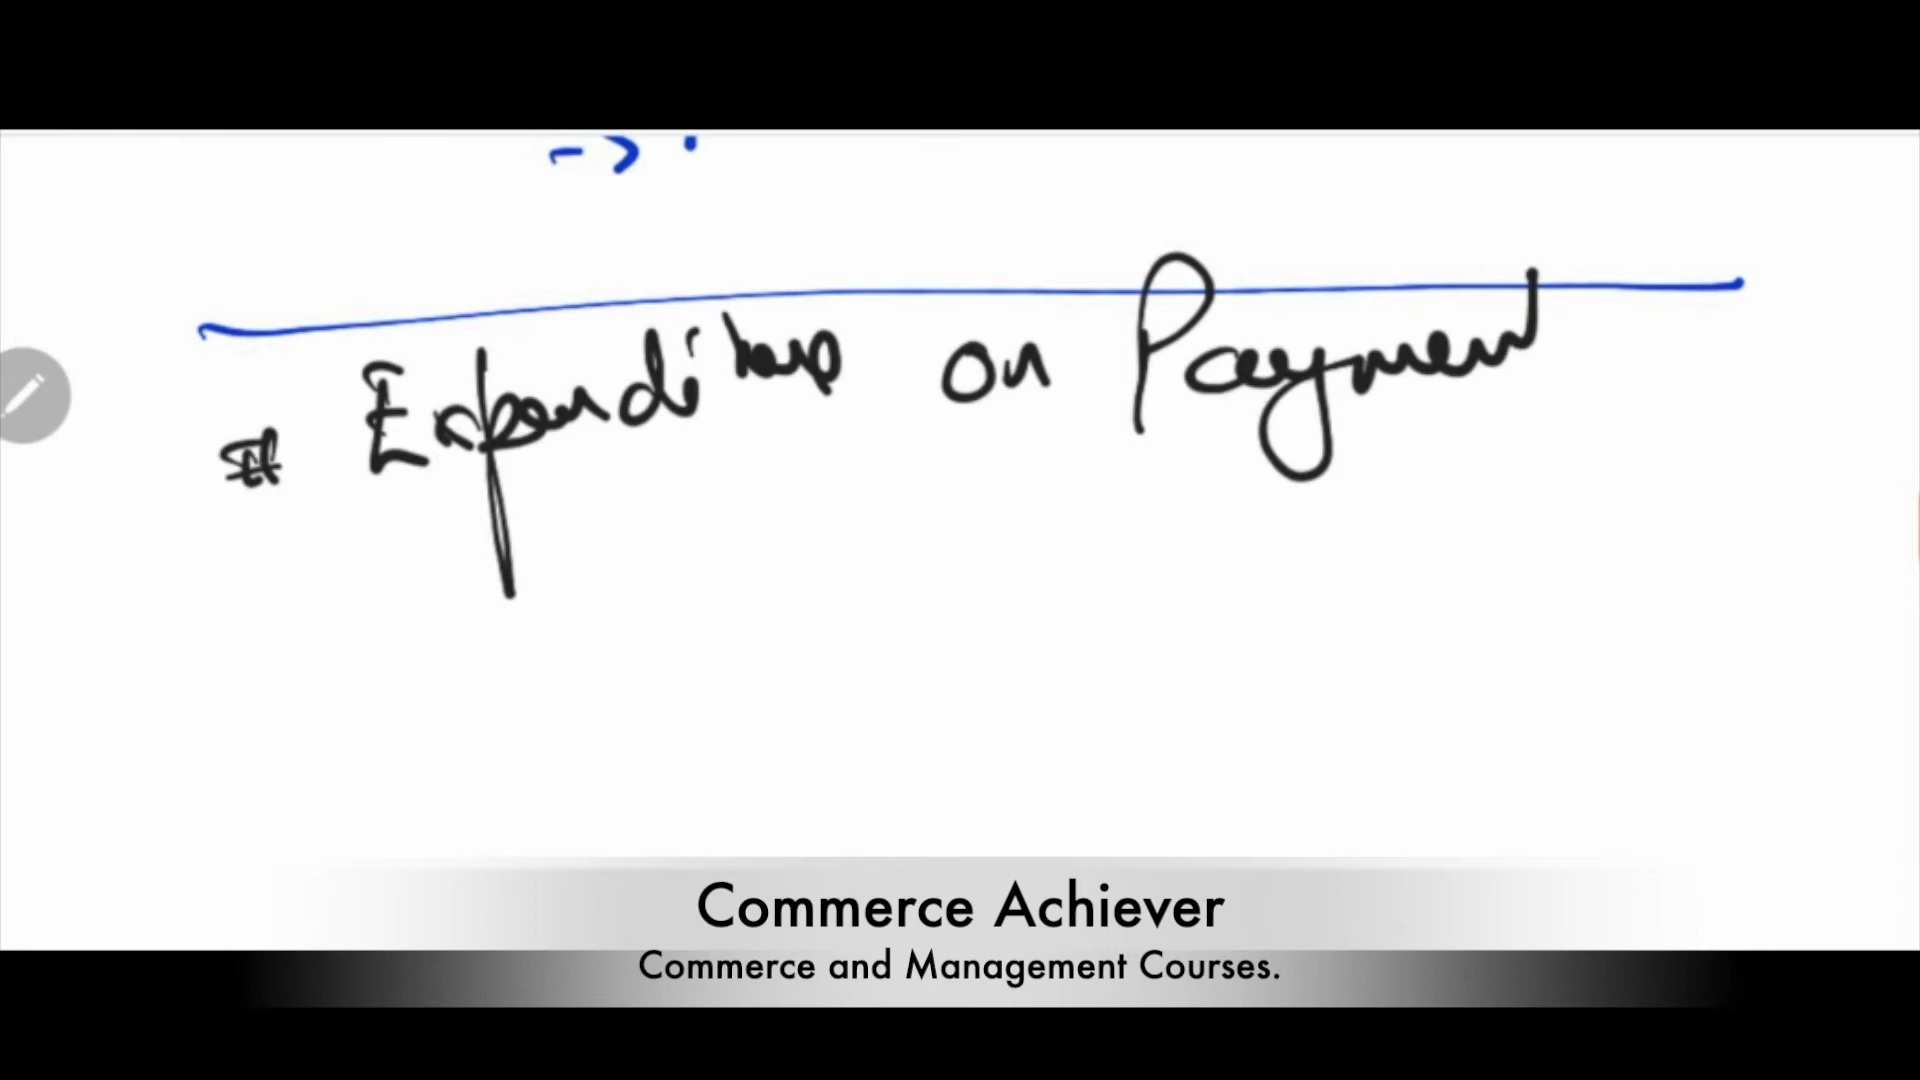 # Expenditure on Payment
Commerce Achiever
Commerce and Management Courses.